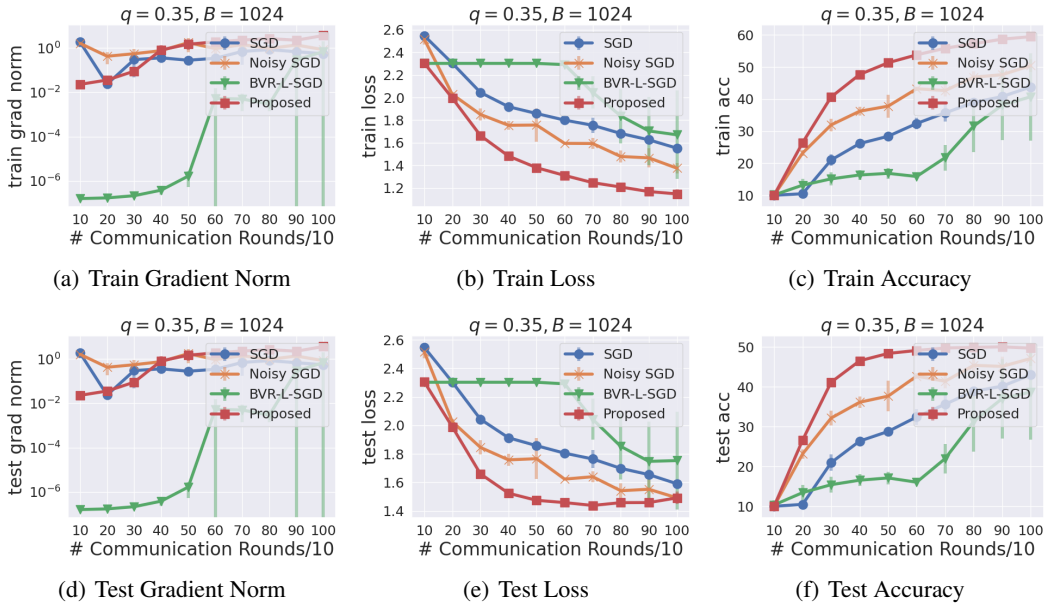 q = 0.35, B = 1024
train grad norm
10⁰
10⁻²
10⁻⁴
10⁻⁶
SGD
Noisy SGD
BVR-L-SGD
Proposed
10 20 30 40 50 60 70 80 90 100
# Communication Rounds/10
(a) Train Gradient Norm
q = 0.35, B = 1024
train loss
2.6
2.4
2.2
2.0
1.8
1.6
1.4
1.2
SGD
Noisy SGD
BVR-L-SGD
Proposed
10 20 30 40 50 60 70 80 90 100
# Communication Rounds/10
(b) Train Loss
q = 0.35, B = 1024
train acc
60
50
40
30
20
10
SGD
Noisy SGD
BVR-L-SGD
Proposed
10 20 30 40 50 60 70 80 90 100
# Communication Rounds/10
(c) Train Accuracy
q = 0.35, B = 1024
test grad norm
10⁰
10⁻²
10⁻⁴
10⁻⁶
SGD
Noisy SGD
BVR-L-SGD
Proposed
10 20 30 40 50 60 70 80 90 100
# Communication Rounds/10
(d) Test Gradient Norm
q = 0.35, B = 1024
test loss
2.6
2.4
2.2
2.0
1.8
1.6
1.4
SGD
Noisy SGD
BVR-L-SGD
Proposed
10 20 30 40 50 60 70 80 90 100
# Communication Rounds/10
(e) Test Loss
q = 0.35, B = 1024
test acc
50
40
30
20
10
SGD
Noisy SGD
BVR-L-SGD
Proposed
10 20 30 40 50 60 70 80 90 100
# Communication Rounds/10
(f) Test Accuracy